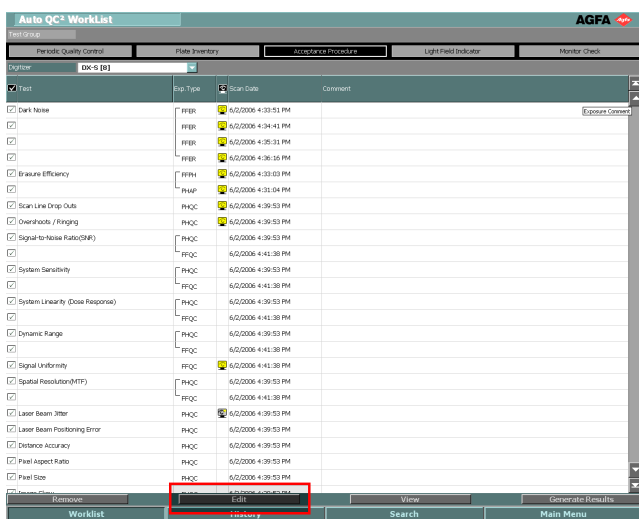 Auto QC² WorkList AGFA
Test Group
Periodic Quality Control Plate Inventory Acceptance Procedure Light Field Indicator Monitor Check
Digitizer DX-S [8]
Test Exp.Type Scan Date Comment
Dark Noise FFER 6/2/2006 4:33:51 PM Exposure Comment
FFER 6/2/2006 4:34:41 PM
FFER 6/2/2006 4:35:31 PM
FFER 6/2/2006 4:36:16 PM
Erasure Efficiency FFPH 6/2/2006 4:33:03 PM
PHAP 6/2/2006 4:31:04 PM
Scan Line Drop Outs PHQC 6/2/2006 4:39:53 PM
Overshoots / Ringing PHQC 6/2/2006 4:39:53 PM
Signal-to-Noise Ratio(SNR) PHQC 6/2/2006 4:39:53 PM
FFQC 6/2/2006 4:41:38 PM
System Sensitivity PHQC 6/2/2006 4:39:53 PM
FFQC 6/2/2006 4:41:38 PM
System Linearity (Dose Response) PHQC 6/2/2006 4:39:53 PM
FFQC 6/2/2006 4:41:38 PM
Dynamic Range PHQC 6/2/2006 4:39:53 PM
FFQC 6/2/2006 4:41:38 PM
Signal Uniformity FFQC 6/2/2006 4:41:38 PM
Spatial Resolution(MTF) PHQC 6/2/2006 4:39:53 PM
FFQC 6/2/2006 4:41:38 PM
Laser Beam Jitter PHQC 6/2/2006 4:39:53 PM
Laser Beam Positioning Error PHQC 6/2/2006 4:39:53 PM
Distance Accuracy PHQC 6/2/2006 4:39:53 PM
Pixel Aspect Ratio PHQC 6/2/2006 4:39:53 PM
Pixel Size PHQC 6/2/2006 4:39:53 PM
Remove Edit View Generate Results
Worklist History Search Main Menu